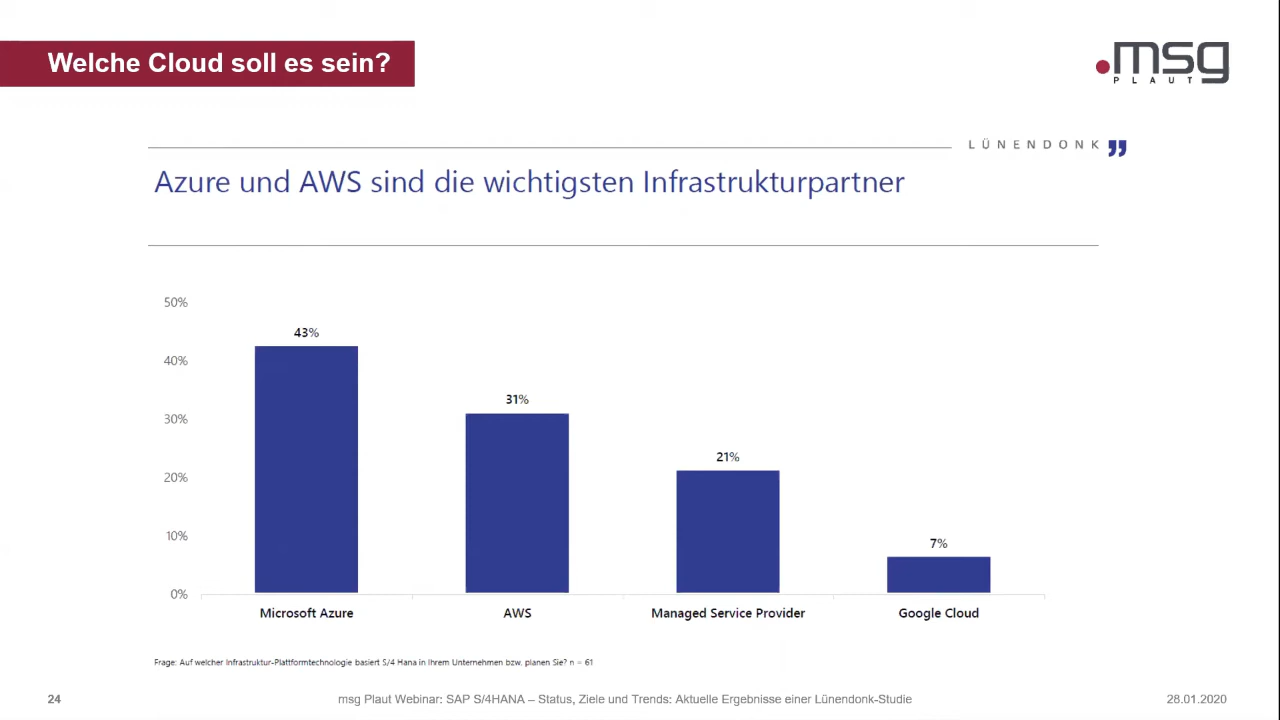 Welche Cloud soll es sein?
.msg
PLAUT
LÜNENDONK
Azure und AWS sind die wichtigsten Infrastrukturpartner
50%
40%
30%
20%
10%
0%
43%
31%
21%
7%
Microsoft Azure
AWS
Managed Service Provider
Google Cloud
Frage: Auf welcher Infrastruktur-Plattformtechnologie basiert S/4 Hana in Ihrem Unternehmen bzw. planen Sie? n = 61
24
msg Plaut Webinar: SAP S/4HANA – Status, Ziele und Trends: Aktuelle Ergebnisse einer Lünendonk-Studie
28.01.2020